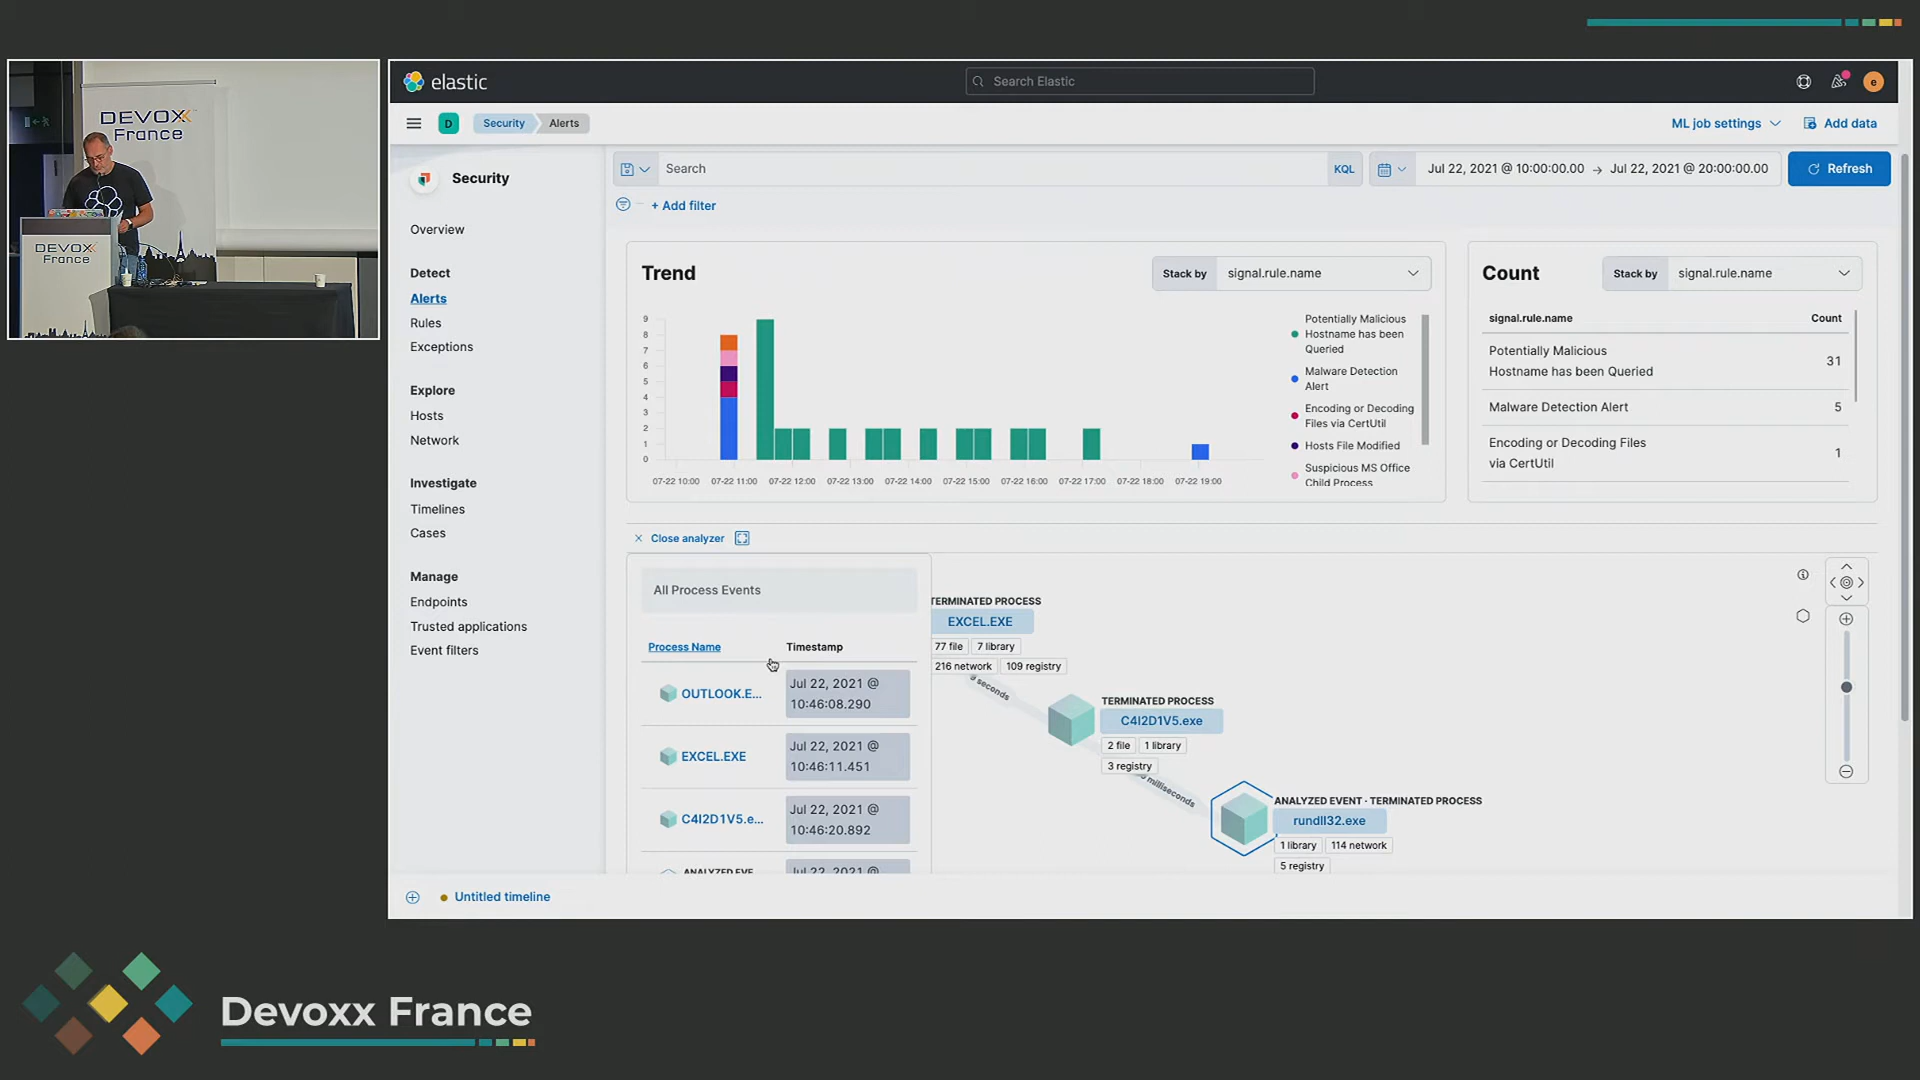 DEVOXX
France
DEVOXX
France
elastic
Search Elastic
e
D
Security
Alerts
ML job settings
Add data
Security
Overview
Detect
Alerts
Rules
Exceptions
Explore
Hosts
Network
Investigate
Timelines
Cases
Manage
Endpoints
Trusted applications
Event filters
Search
KQL
Jul 22, 2021 @ 10:00:00.00 → Jul 22, 2021 @ 20:00:00.00
Refresh
+ Add filter
Trend
Stack by
signal.rule.name
9
8
7
6
5
4
3
2
1
0
07-22 10:00
07-22 11:00
07-22 12:00
07-22 13:00
07-22 14:00
07-22 15:00
07-22 16:00
07-22 17:00
07-22 18:00
07-22 19:00
Potentially Malicious
Hostname has been
Queried
Malware Detection
Alert
Encoding or Decoding
Files via CertUtil
Hosts File Modified
Suspicious MS Office
Child Process
Count
Stack by
signal.rule.name
signal.rule.name
Count
Potentially Malicious
Hostname has been Queried
31
Malware Detection Alert
5
Encoding or Decoding Files
via CertUtil
1
Close analyzer
All Process Events
Process Name
Timestamp
OUTLOOK.E...
Jul 22, 2021 @
10:46:08.290
EXCEL.EXE
Jul 22, 2021 @
10:46:11.451
C4I2D1V5.e...
Jul 22, 2021 @
10:46:20.892
ANALYZED EVE
Jul 22, 2021 @
TERMINATED PROCESS
EXCEL.EXE
77 file
7 library
216 network
109 registry
seconds
TERMINATED PROCESS
C4I2D1V5.exe
2 file
1 library
3 registry
milliseconds
ANALYZED EVENT · TERMINATED PROCESS
rundll32.exe
1 library
114 network
5 registry
Untitled timeline
Devoxx France